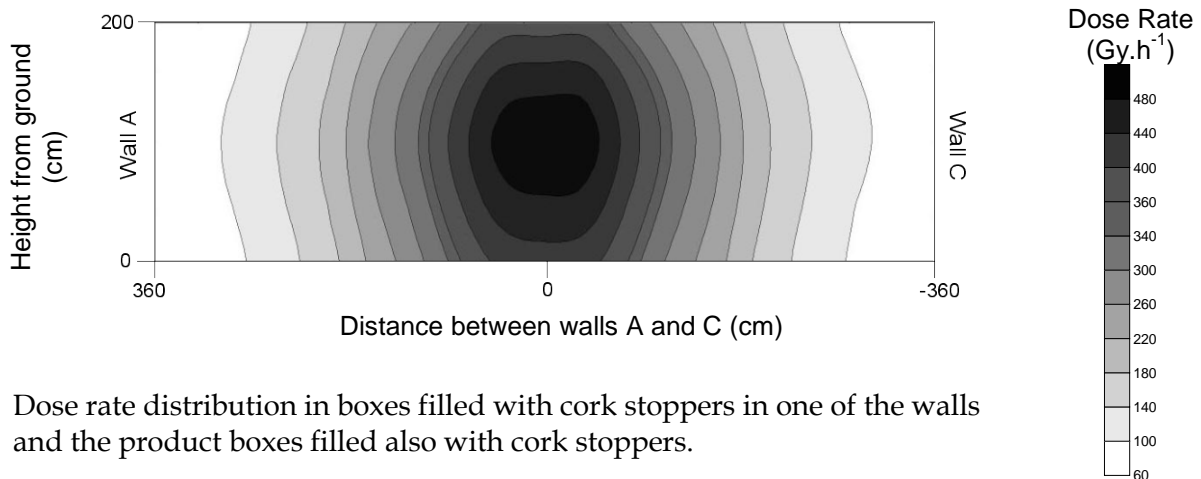 200
Height from ground
(cm)
Wall A
Wall C
0
360
0
-360
Distance between walls A and C (cm)
Dose Rate
(Gy.h-1)
480
440
400
460
340
300
260
220
180
140
100
60
Dose rate distribution in boxes filled with cork stoppers in one of the walls
and the product boxes filled also with cork stoppers.